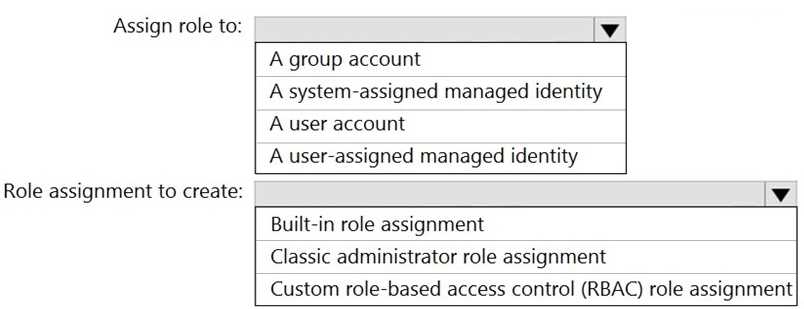 Assign role to:
A group account
A system-assigned managed identity
A user account
A user-assigned managed identity
Role assignment to create:
Built-in role assignment
Classic administrator role assignment
Custom role-based access control (RBAC) role assignment